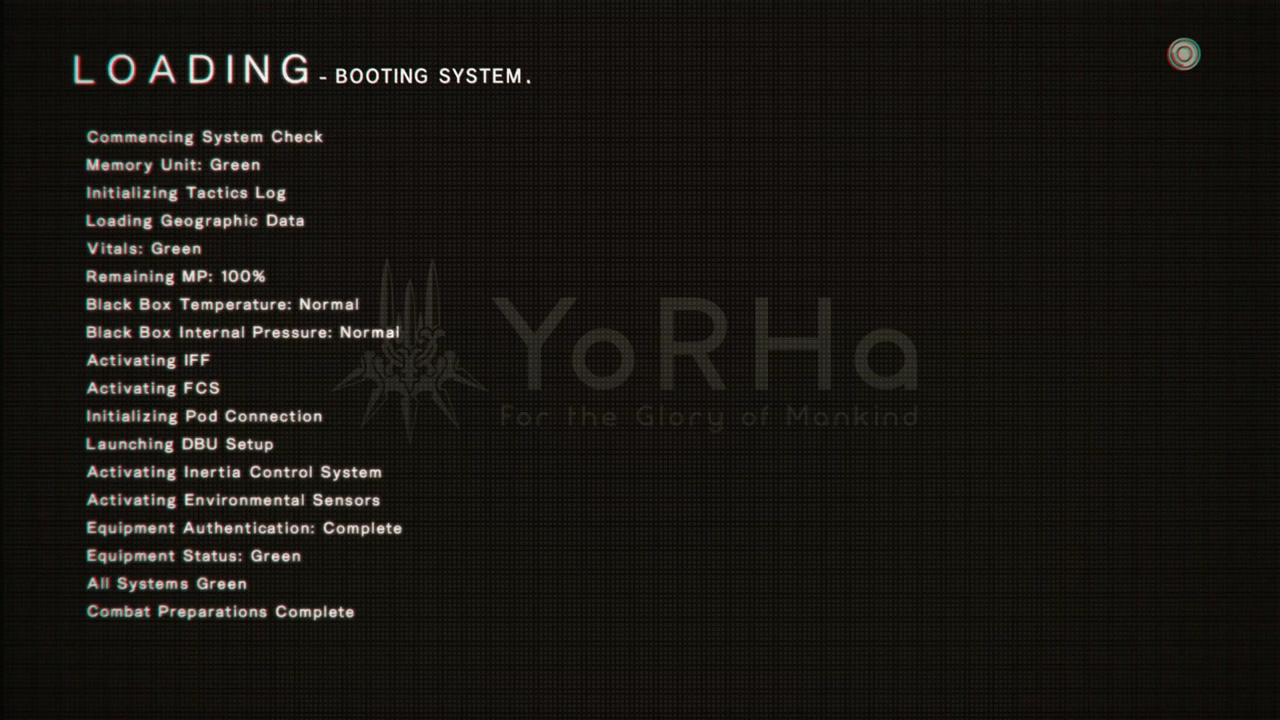 LOADING - BOOTING SYSTEM.
Commencing System Check
Memory Unit: Green
Initializing Tactics Log
Loading Geographic Data
Vitals: Green
Remaining MP: 100%
Black Box Temperature: Normal
Black Box Internal Pressure: Normal
Activating IFF
Activating FCS
Initializing Pod Connection
Launching DBU Setup
Activating Inertia Control System
Activating Environmental Sensors
Equipment Authentication: Complete
Equipment Status: Green
All Systems Green
Combat Preparations Complete
YoRHa
For the Glory of Mankind